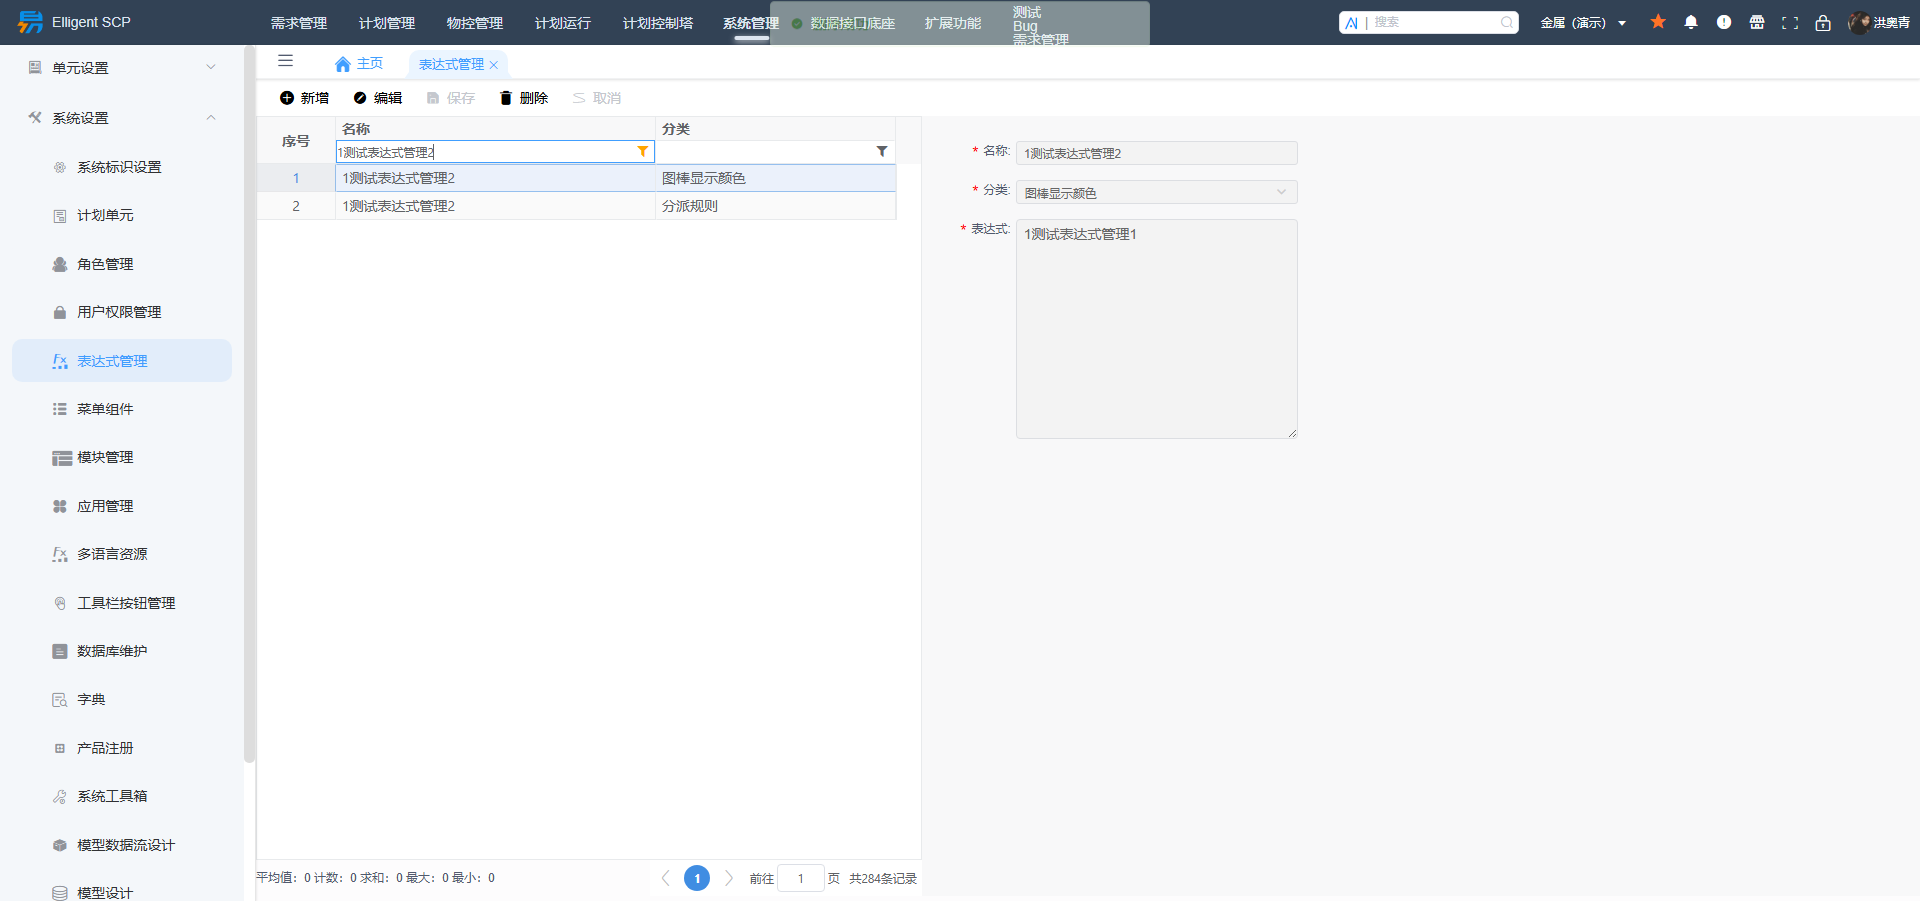 Elligent SCP
需求管理 计划管理 物控管理 计划运行 计划控制塔 系统管理 数据接口底座 扩展功能
测试
Bug
需求管理
AI | 搜索
金属（演示）
洪奥青
单元设置
系统设置
系统标识设置
计划单元
角色管理
用户权限管理
表达式管理
菜单组件
模块管理
应用管理
多语言资源
工具栏按钮管理
数据库维护
字典
产品注册
系统工具箱
模型数据流设计
模型设计
主页 表达式管理
新增 编辑 保存 删除 取消
序号 名称 分类
1测试表达式管理2
1 1测试表达式管理2 图棒显示颜色
2 1测试表达式管理2 分派规则
* 名称: 1测试表达式管理2
* 分类: 图棒显示颜色
* 表达式: 1测试表达式管理1
平均值：0 计数：0 求和：0 最大：0 最小：0
1 前往 1 页 共284条记录